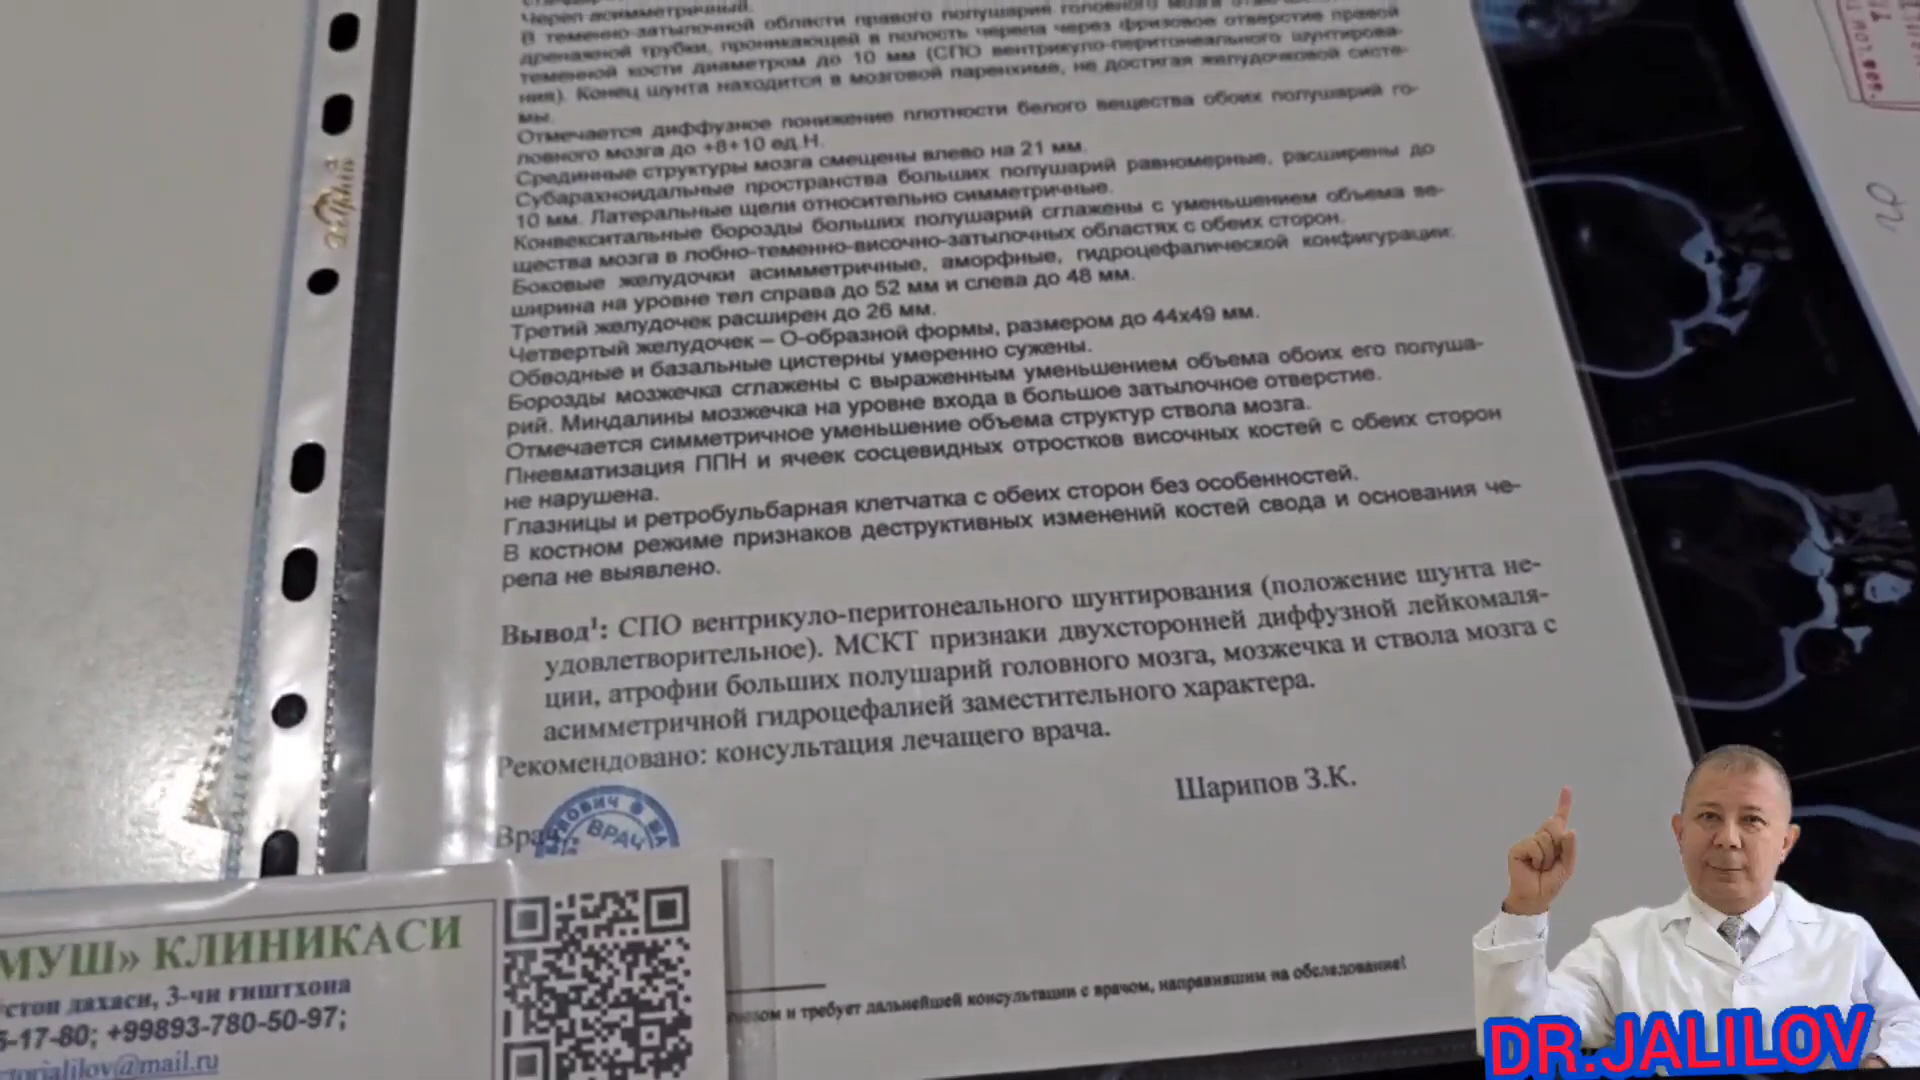 Череп асимметричный.
В теменно-затылочной области правого полушария головного мозга
дренажной трубки, проникающей в полость черепа через фризовое отверстие правой
теменной кости диаметром до 10 мм (СПО вентрикуло-перитонеального шунтирова-
ния). Конец шунта находится в мозговой паренхиме, не достигая желудочковой систе-
мы.
Отмечается диффузное понижение плотности белого вещества обоих полушарий го-
ловного мозга до +8+10 ед.Н.
Срединные структуры мозга смещены влево на 21 мм.
Субарахноидальные пространства больших полушарий равномерные, расширены до
10 мм. Латеральные щели относительно симметричные.
Конвекситальные борозды больших полушарий сглажены с уменьшением объема ве-
щества мозга в лобно-теменно-височно-затылочных областях с обеих сторон.
Боковые желудочки асимметричные, аморфные, гидроцефалической конфигурации:
ширина на уровне тел справа до 52 мм и слева до 48 мм.
Третий желудочек расширен до 26 мм.
Четвертый желудочек – О-образной формы, размером до 44х49 мм.
Обводные и базальные цистерны умеренно сужены.
Борозды мозжечка сглажены с выраженным уменьшением объема обоих его полуша-
рий. Миндалины мозжечка на уровне входа в большое затылочное отверстие.
Отмечается симметричное уменьшение объема структур ствола мозга.
Пневматизация ППН и ячеек сосцевидных отростков височных костей с обеих сторон
не нарушена.
Глазницы и ретробульбарная клетчатка с обеих сторон без особенностей.
В костном режиме признаков деструктивных изменений костей свода и основания че-
репа не выявлено.
Вывод¹: СПО вентрикуло-перитонеального шунтирования (положение шунта не-
удовлетворительное). МСКТ признаки двухсторонней диффузной лейкомаля-
ции, атрофии больших полушарий головного мозга, мозжечка и ствола мозга с
асимметричной гидроцефалией заместительного характера.
Рекомендовано: консультация лечащего врача.
Шарипов З.К.
Врач
ВРАЧ
МУШ» КЛИНИКАСИ
дахаси, 3-чи ғиштхона
5-17-80; +99893-780-50-97;
torjalilov@mail.ru
и требует дальнейшей консультации с врачом, направившим на обследование!
DR.JALILOV